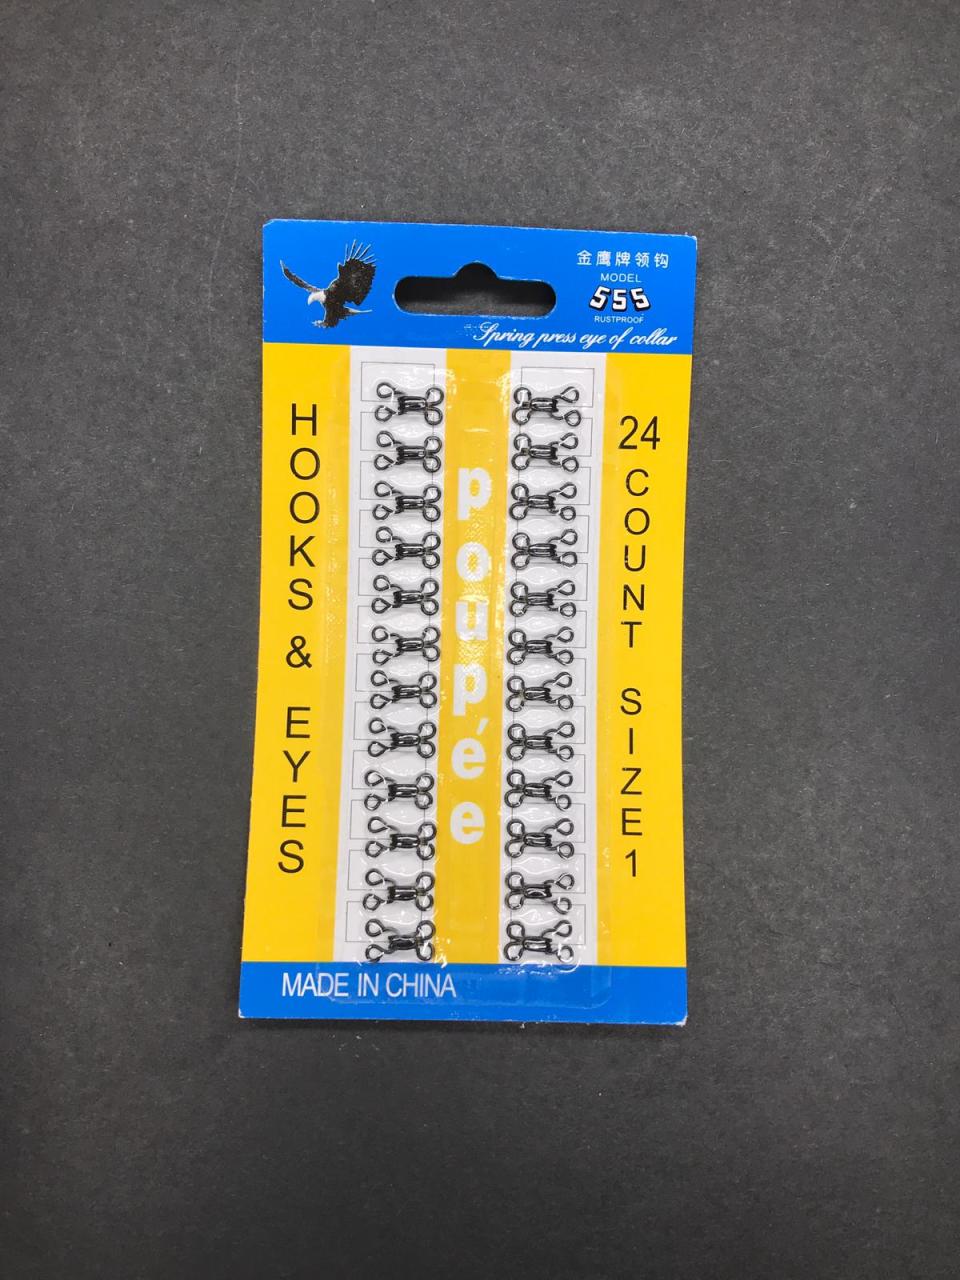 金鹰牌领钩
MODEL
555
RUSTPROOF
Spring press eye of collar
HOOKS & EYES
poupée
24 COUNT SIZE 1
MADE IN CHINA